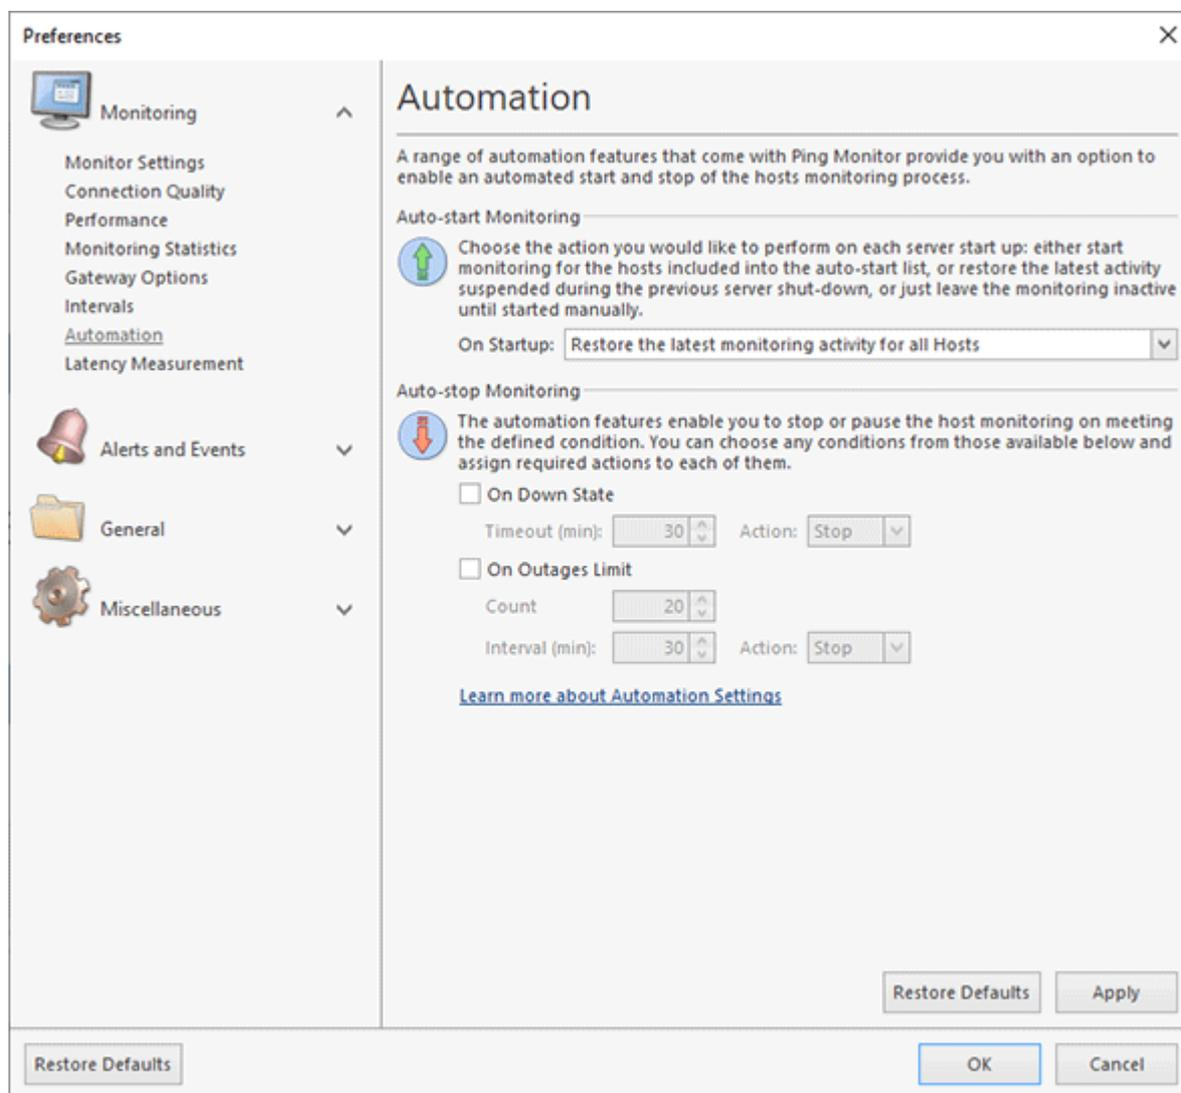 Preferences
Monitoring
Monitor Settings
Connection Quality
Performance
Monitoring Statistics
Gateway Options
Intervals
Automation
Latency Measurement
Alerts and Events
General
Miscellaneous
Automation
A range of automation features that come with Ping Monitor provide you with an option to
enable an automated start and stop of the hosts monitoring process.
Auto-start Monitoring
Choose the action you would like to perform on each server start up: either start
monitoring for the hosts included into the auto-start list, or restore the latest activity
suspended during the previous server shut-down, or just leave the monitoring inactive
until started manually.
On Startup: Restore the latest monitoring activity for all Hosts
Auto-stop Monitoring
The automation features enable you to stop or pause the host monitoring on meeting
the defined condition. You can choose any conditions from those available below and
assign required actions to each of them.
On Down State
Timeout (min): 30 Action: Stop
On Outages Limit
Count 20
Interval (min): 30 Action: Stop
Learn more about Automation Settings
Restore Defaults Apply
Restore Defaults OK Cancel